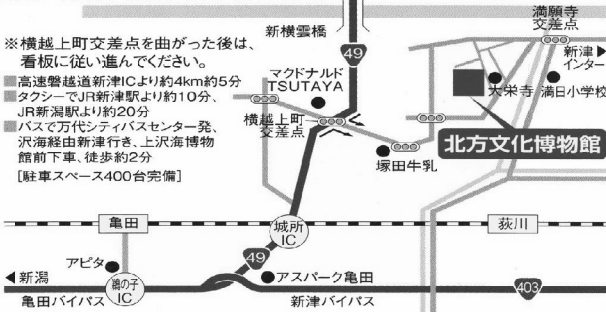 ※横越上町交差点を曲がった後は、
看板に従い進んでください。
■高速磐越道新津ICより約4km約5分
■タクシーでJR新津駅より約10分、
JR新潟駅より約20分
■バスで万代シティバスセンター発、
沢海経由新津行き、上沢海博物
館前下車、徒歩約2分
[駐車スペース400台完備]
新横雲橋
49
マクドナルド
TSUTAYA
横越上町
交差点
塚田牛乳
満願寺
交差点
新津▶
インター
大栄寺
満日小学校
北方文化博物館
亀田
城所
IC
荻川
49
アピタ
◀新潟
鵜の子
IC
亀田バイパス
アスパーク亀田
新津バイパス
403